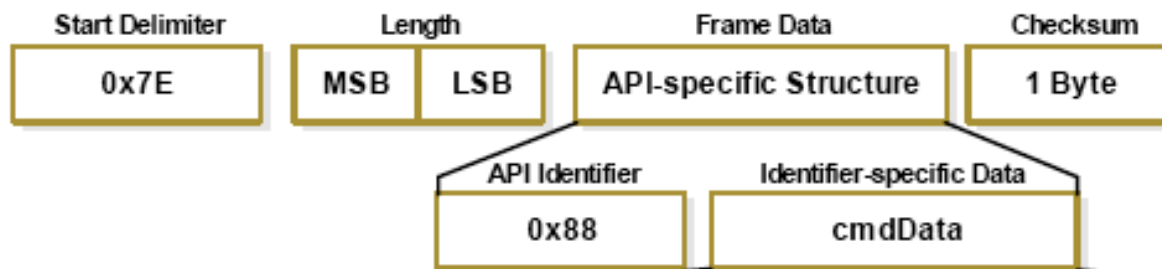 Start Delimiter Length Frame Data Checksum
0x7E MSB LSB API-specific Structure 1 Byte
API Identifier Identifier-specific Data
0x88 cmdData